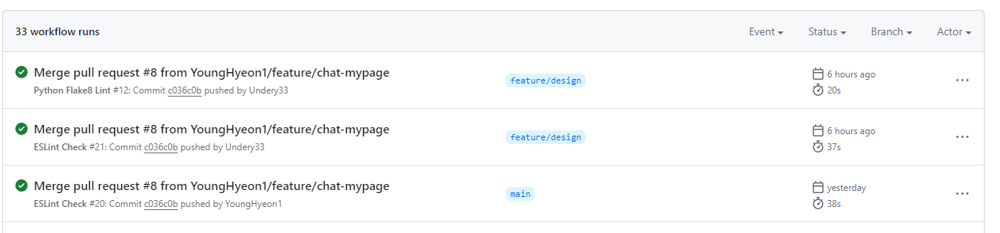 33 workflow runs
Event Status Branch Actor
Merge pull request #8 from YoungHyeon1/feature/chat-mypage
Python Flake8 Lint #12: Commit c036c0b pushed by Undery33
feature/design
6 hours ago
20s
Merge pull request #8 from YoungHyeon1/feature/chat-mypage
ESLint Check #21: Commit c036c0b pushed by Undery33
feature/design
6 hours ago
37s
Merge pull request #8 from YoungHyeon1/feature/chat-mypage
ESLint Check #20: Commit c036c0b pushed by YoungHyeon1
main
yesterday
38s